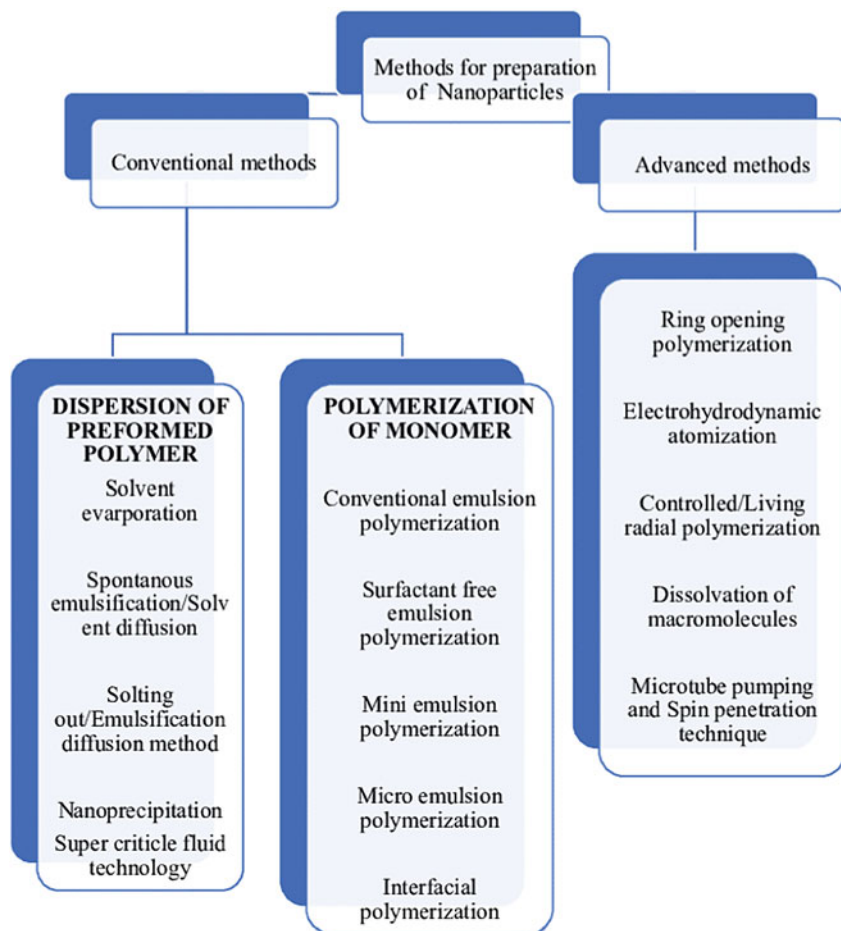 Methods for preparation
of Nanoparticles
Conventional methods
Advanced methods
DISPERSION OF
PREFORMED
POLYMER
Solvent
evarporation
Spontanous
emulsification/Solv
ent diffusion
Solting
out/Emulsification
diffusion method
Nanoprecipitation
Super criticle fluid
technology
POLYMERIZATION
OF MONOMER
Conventional emulsion
polymerization
Surfactant free
emulsion
polymerization
Mini emulsion
polymerization
Micro emulsion
polymerization
Interfacial
polymerization
Ring opening
polymerization
Electrohydrodynamic
atomization
Controlled/Living
radial polymerization
Dissolvation of
macromolecules
Microtube pumping
and Spin penetration
technique